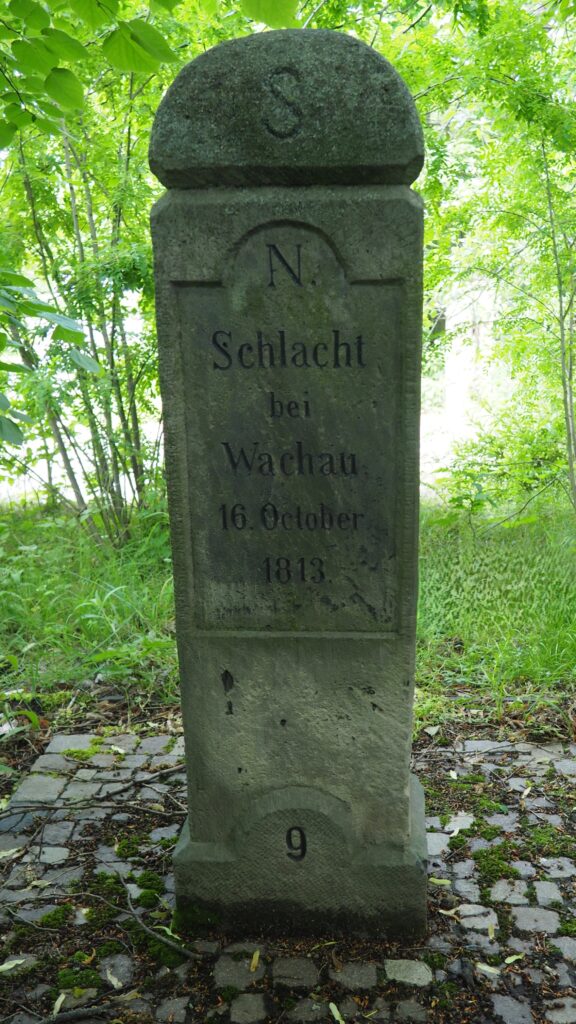 S
N.
Schlacht
bei
Wachau
16. October
1813.
9